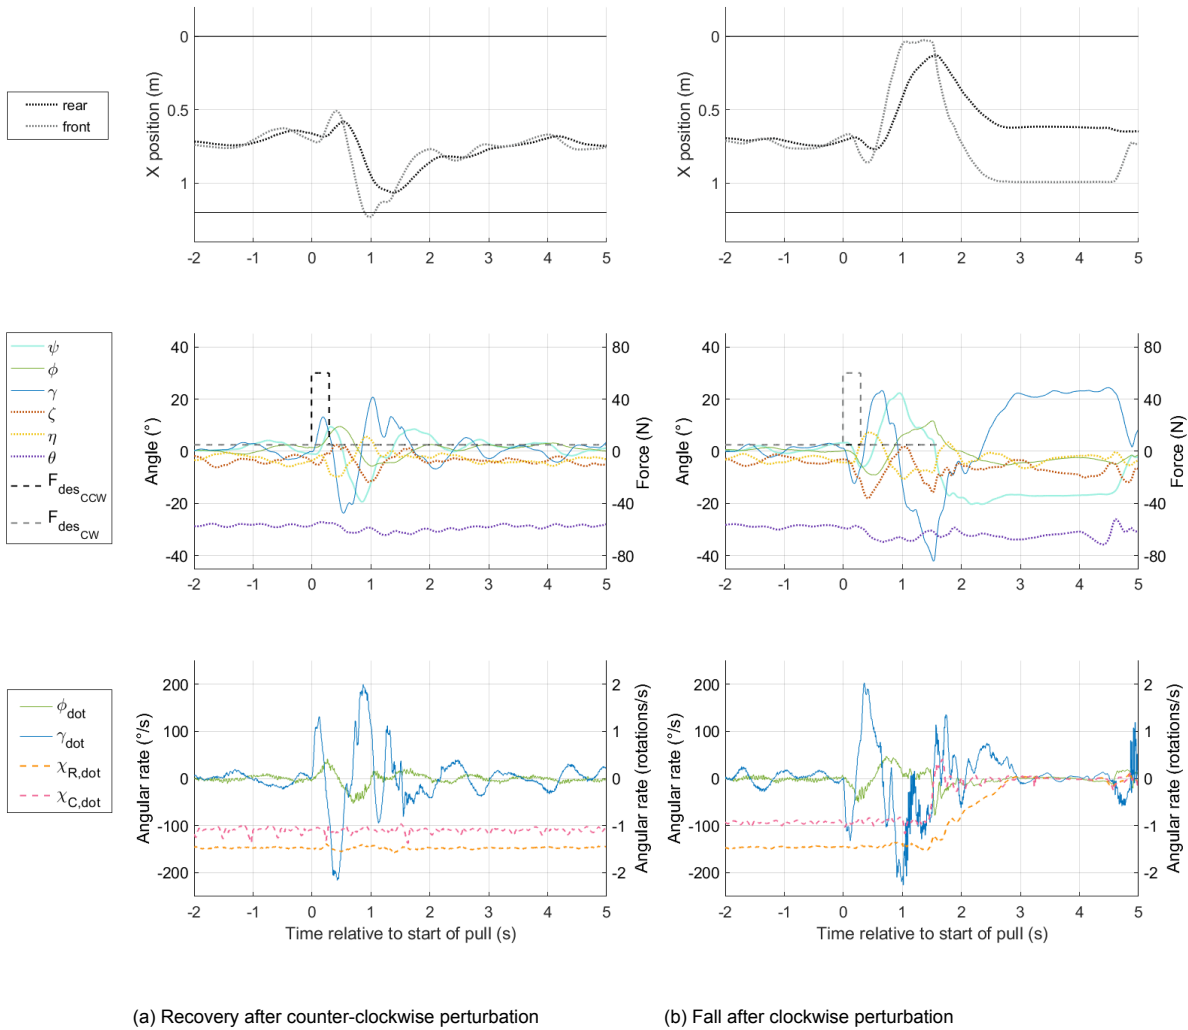 rear
front
X position (m)
0
0.5
1
-2 -1 0 1 2 3 4 5
X position (m)
0
0.5
1
-2 -1 0 1 2 3 4 5
ψ
ϕ
γ
ζ
η
θ
F_des_CCW
F_des_CW
Angle (°)
40
20
0
-20
-40
Force (N)
80
40
0
-40
-80
-2 -1 0 1 2 3 4 5
Angle (°)
40
20
0
-20
-40
Force (N)
80
40
0
-40
-80
-2 -1 0 1 2 3 4 5
ϕ_dot
γ_dot
χ_R,dot
χ_C,dot
Angular rate (°/s)
200
100
0
-100
-200
Angular rate (rotations/s)
2
1
0
-1
-2
-2 -1 0 1 2 3 4 5
Time relative to start of pull (s)
Angular rate (°/s)
200
100
0
-100
-200
Angular rate (rotations/s)
2
1
0
-1
-2
-2 -1 0 1 2 3 4 5
Time relative to start of pull (s)
(a) Recovery after counter-clockwise perturbation
(b) Fall after clockwise perturbation